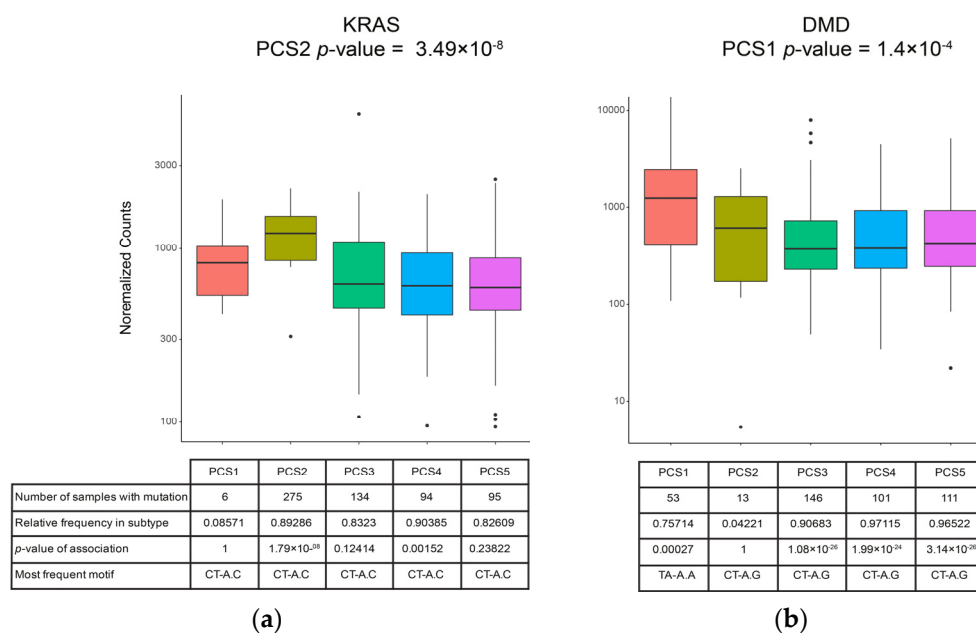 KRAS
PCS2 p-value = 3.49×10⁻⁸
Noremalized Counts
3000
1000
300
100
PCS1 PCS2 PCS3 PCS4 PCS5
Number of samples with mutation 6 275 134 94 95
Relative frequency in subtype 0.08571 0.89286 0.8323 0.90385 0.82609
p-value of association 1 1.79×10⁻⁰⁸ 0.12414 0.00152 0.23822
Most frequent motif CT-A.C CT-A.C CT-A.C CT-A.C CT-A.C
(a)
DMD
PCS1 p-value = 1.4×10⁻⁴
10000
1000
100
10
PCS1 PCS2 PCS3 PCS4 PCS5
53 13 146 101 111
0.75714 0.04221 0.90683 0.97115 0.96522
0.00027 1 1.08×10⁻²⁶ 1.99×10⁻²⁴ 3.14×10⁻²⁶
TA-A.A CT-A.G CT-A.G CT-A.G CT-A.G
(b)